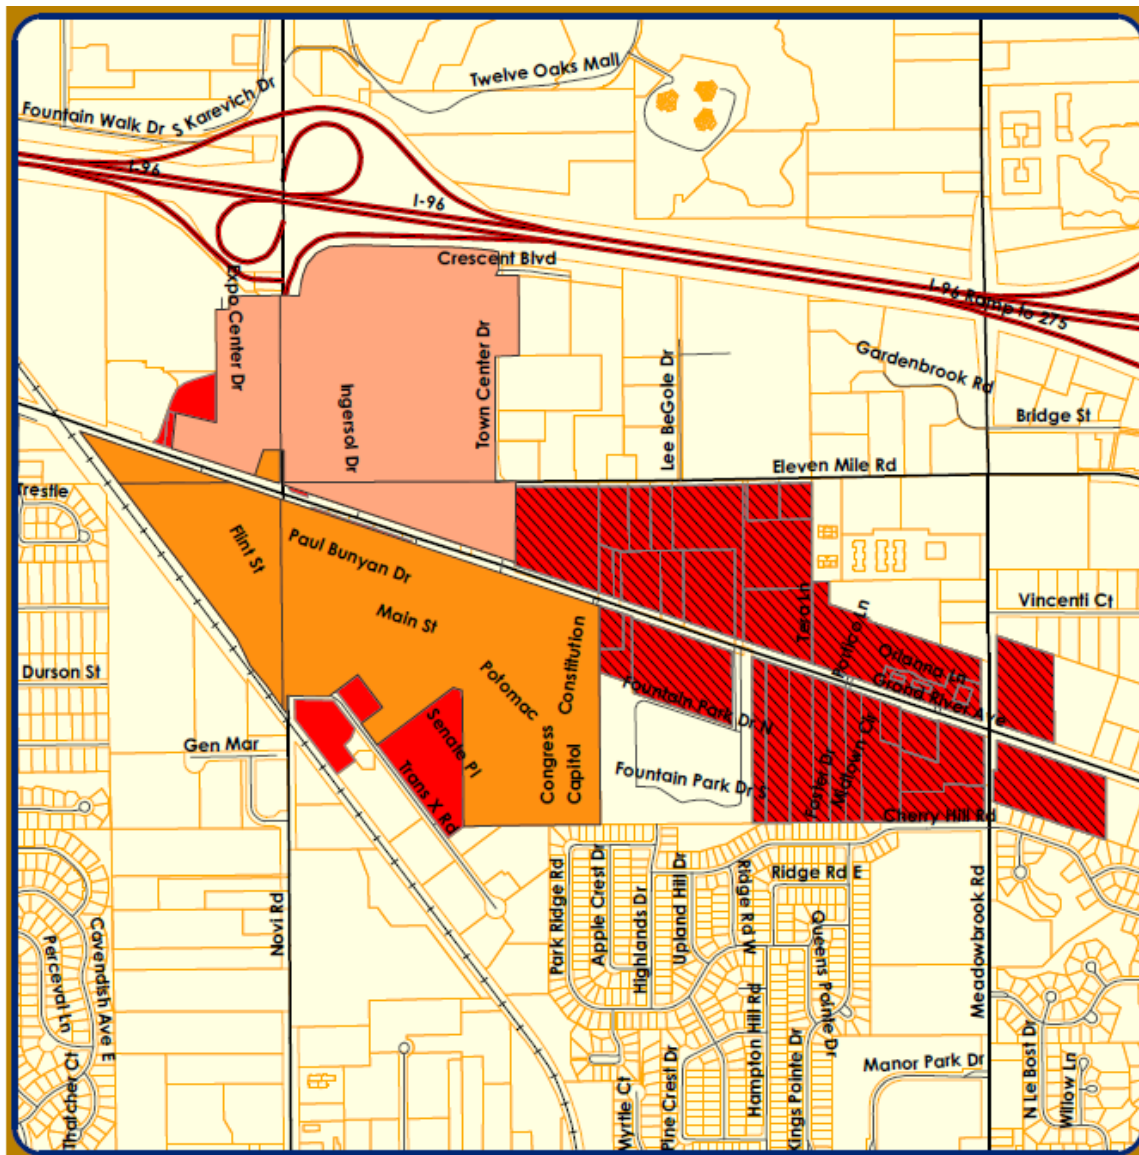 Twelve Oaks Mall
Fountain Walk Dr
S Karevich Dr
I-96
I-96
Crescent Blvd
Expo Center Dr
I-96 Ramp to 275
Town Center Dr
Ingersol Dr
Lee BeGole Dr
Gardenbrook Rd
Bridge St
Eleven Mile Rd
Trestle
Flint St
Paul Bunyan Dr
Main St
Tesa Ln
Portico Ln
Vincenti Ct
Durson St
Potomac
Constitution
Orianna Ln
Grand River Ave
Fountain Park Dr N
Gen Mar
Senate Pl
Trans X Rd
Congress
Capitol
Fountain Park Dr S
Foster Dr
Midtown Cir
Cherry Hill Rd
Novi Rd
Park Ridge Rd
Apple Crest Dr
Highlands Dr
Upland Hill Dr
Ridge Rd W
Ridge Rd E
Queens Pointe Dr
Meadowbrook Rd
Perceval Ln
Cavendish Ave E
Thatcher Ct
Myrtle Ct
Pine Crest Dr
Hampton Hill Rd
Kings Pointe Dr
Manor Park Dr
N Le Bost Dr
Willow Ln